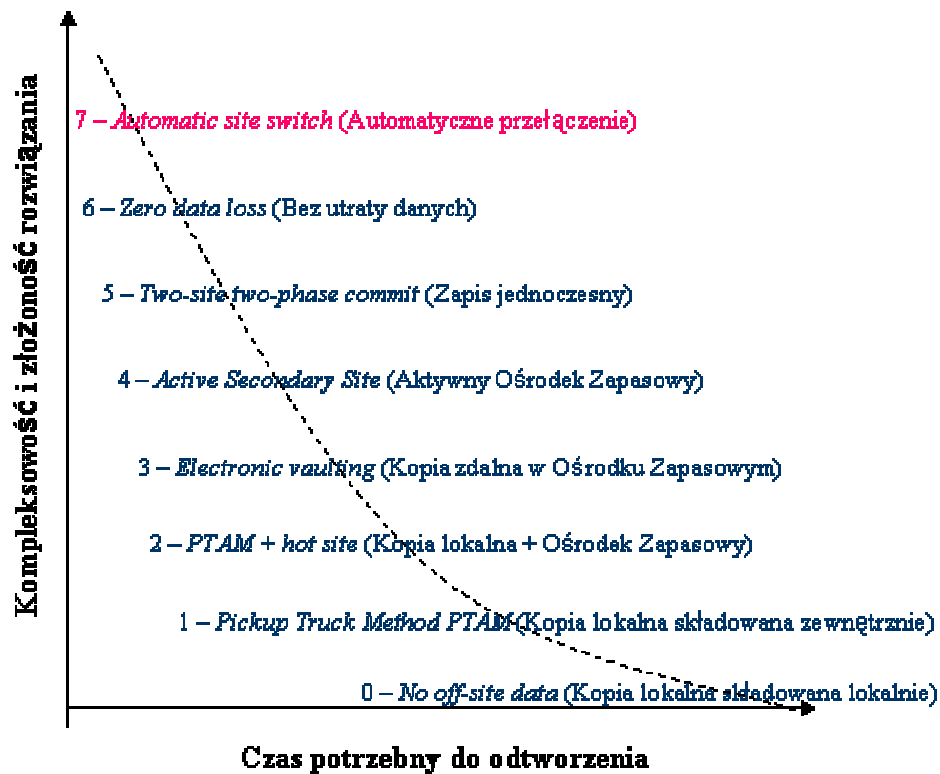 Kompleksowość i złożoność rozwiązania
7 – Automatic site switch (Automatyczne przełączenie)
6 – Zero data loss (Bez utraty danych)
5 – Two-site two-phase commit (Zapis jednoczesny)
4 – Active Secondary Site (Aktywny Ośrodek Zapasowy)
3 – Electronic vaulting (Kopia zdalna w Ośrodku Zapasowym)
2 – PTAM + hot site (Kopia lokalna + Ośrodek Zapasowy)
1 – Pickup Truck Method PTAM (Kopia lokalna składowana zewnętrznie)
0 – No off-site data (Kopia lokalna składowana lokalnie)
Czas potrzebny do odtworzenia